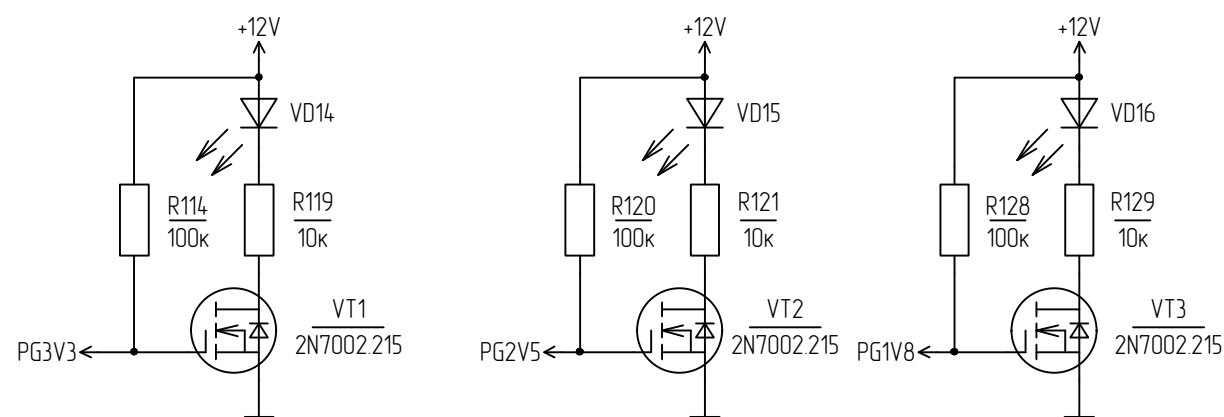 +12V
+12V
+12V
VD14
VD15
VD16
R114
100к
R119
10к
R120
100к
R121
10к
R128
100к
R129
10к
VT1
2N7002.215
VT2
2N7002.215
VT3
2N7002.215
PG3V3
PG2V5
PG1V8